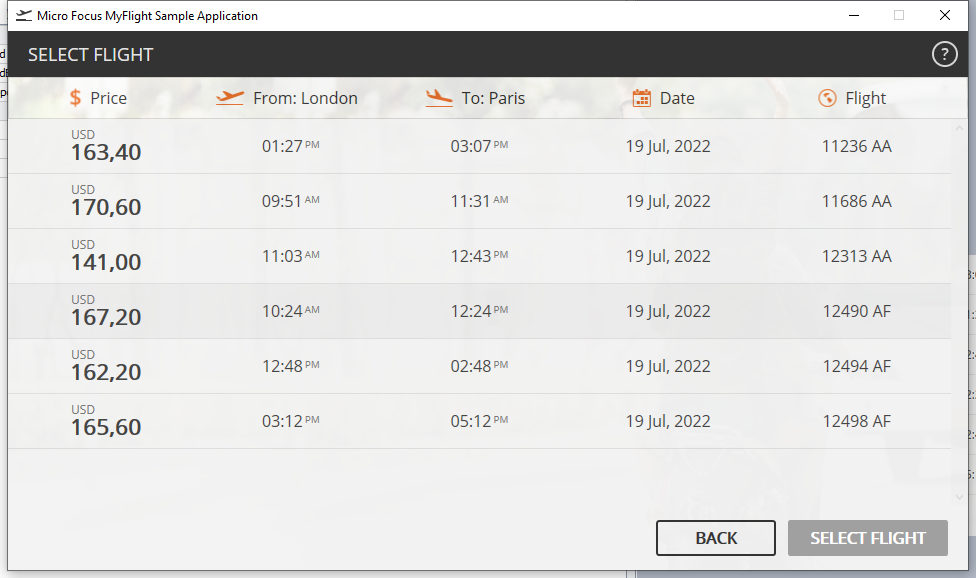 Micro Focus MyFlight Sample Application
SELECT FLIGHT ?
$ Price From: London To: Paris Date Flight
USD
163,40 01:27 PM 03:07 PM 19 Jul, 2022 11236 AA
USD
170,60 09:51 AM 11:31 AM 19 Jul, 2022 11686 AA
USD
141,00 11:03 AM 12:43 PM 19 Jul, 2022 12313 AA
USD
167,20 10:24 AM 12:24 PM 19 Jul, 2022 12490 AF
USD
162,20 12:48 PM 02:48 PM 19 Jul, 2022 12494 AF
USD
165,60 03:12 PM 05:12 PM 19 Jul, 2022 12498 AF
BACK SELECT FLIGHT